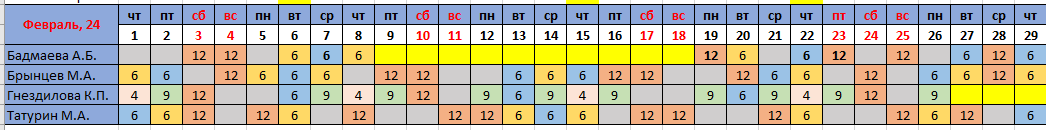 Февраль, 24 чт пт сб вс пн вт ср чт пт сб вс пн вт ср чт пт сб вс пн вт ср чт пт сб вс пн вт ср чт
1 2 3 4 5 6 7 8 9 10 11 12 13 14 15 16 17 18 19 20 21 22 23 24 25 26 27 28 29
Бадмаева А.Б. 12 12 6 6 6 12 6 6 12 12 6 12 6
Брынцев М.А. 6 6 12 6 6 6 12 12 6 6 6 12 12 12 6 6 12 6 6 12 6
Гнездилова К.П. 4 9 12 6 9 4 9 12 9 6 9 4 9 9 6 9 4 9 12 9
Татурин М.А. 6 6 12 12 6 12 12 12 6 6 6 12 12 6 12 6 12 6 12 6